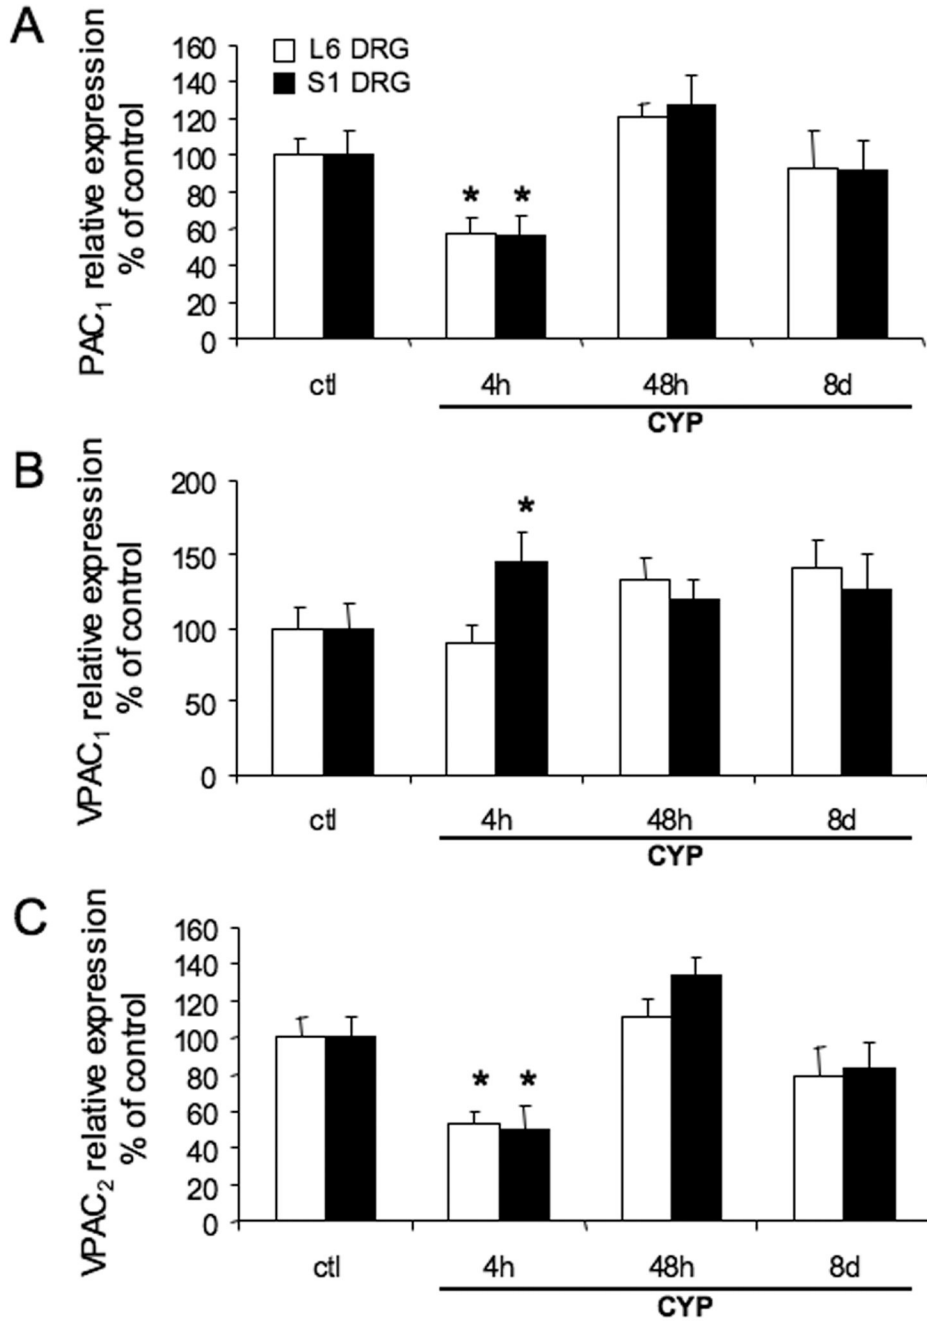 A
PAC₁ relative expression
% of control
160
140
120
100
80
60
40
20
0
L6 DRG
S1 DRG
* *
ctl 4h 48h 8d
CYP
B
VPAC₁ relative expression
% of control
200
150
100
50
0
*
ctl 4h 48h 8d
CYP
C
VPAC₂ relative expression
% of control
160
140
120
100
80
60
40
20
0
* *
ctl 4h 48h 8d
CYP